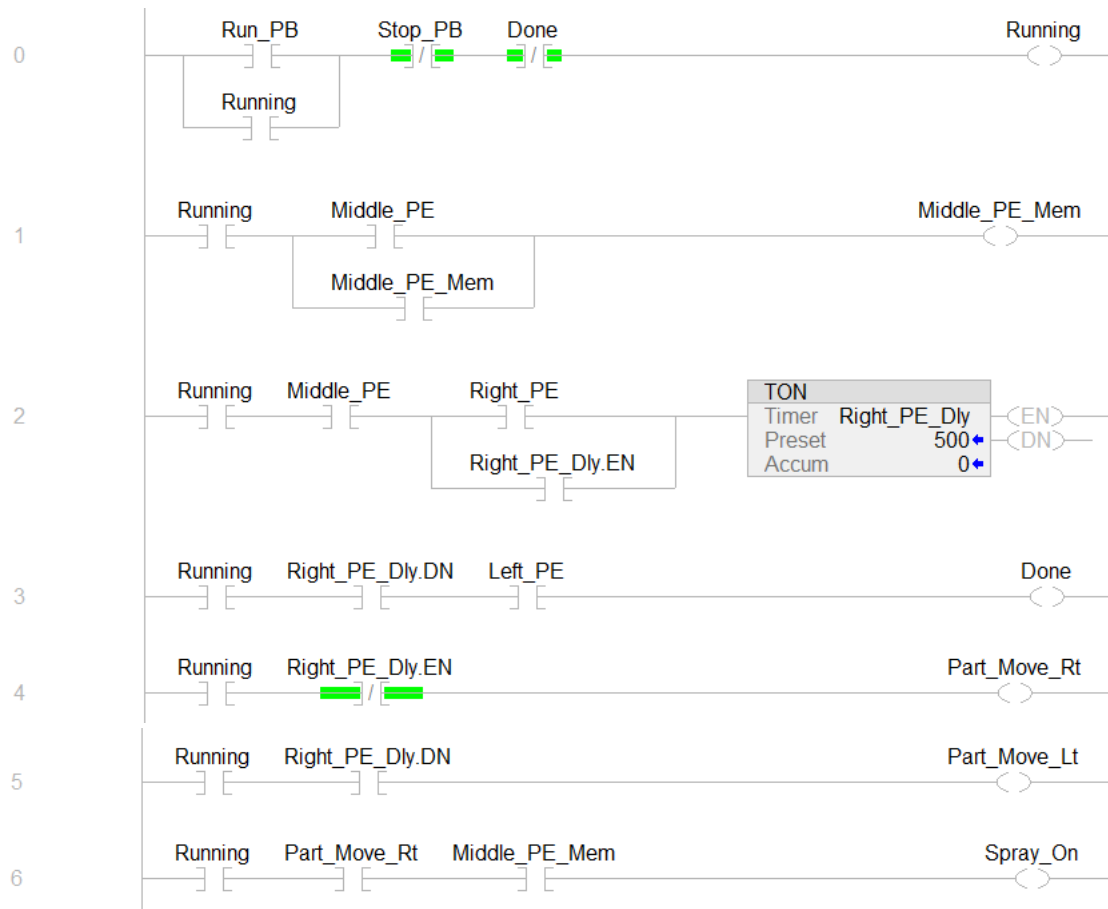 Run_PB Stop_PB Done Running
0
Running
Running Middle_PE Middle_PE_Mem
1
Middle_PE_Mem
Running Middle_PE Right_PE TON
2 Timer Right_PE_Dly EN
Preset 500 DN
Right_PE_Dly.EN Accum 0
Running Right_PE_Dly.DN Left_PE Done
3
Running Right_PE_Dly.EN Part_Move_Rt
4
Running Right_PE_Dly.DN Part_Move_Lt
5
Running Part_Move_Rt Middle_PE_Mem Spray_On
6